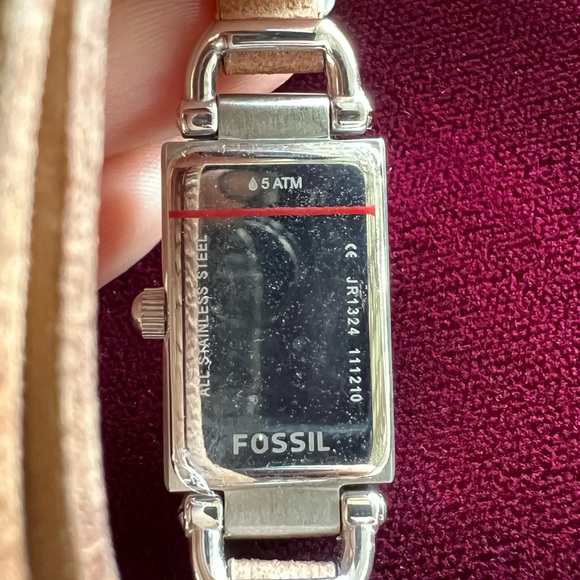 5 ATM
ALL STAINLESS STEEL
CE JR1324 111210
FOSSIL